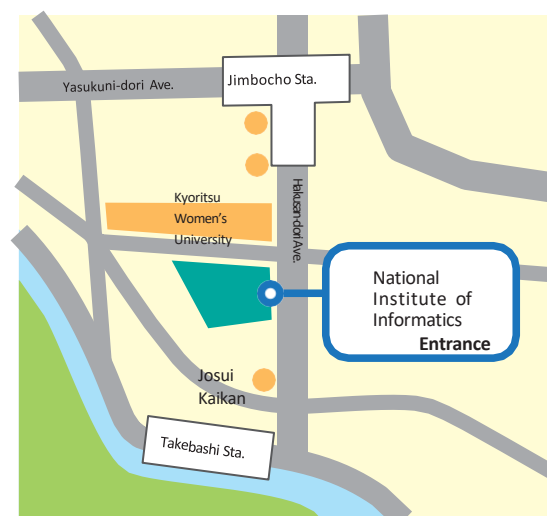 Jimbocho Sta.
Yasukuni-dori Ave.
Kyoritsu
Women's
University
Hakusan-dori Ave.
National
Institute of
Informatics
Entrance
Josui
Kaikan
Takebashi Sta.